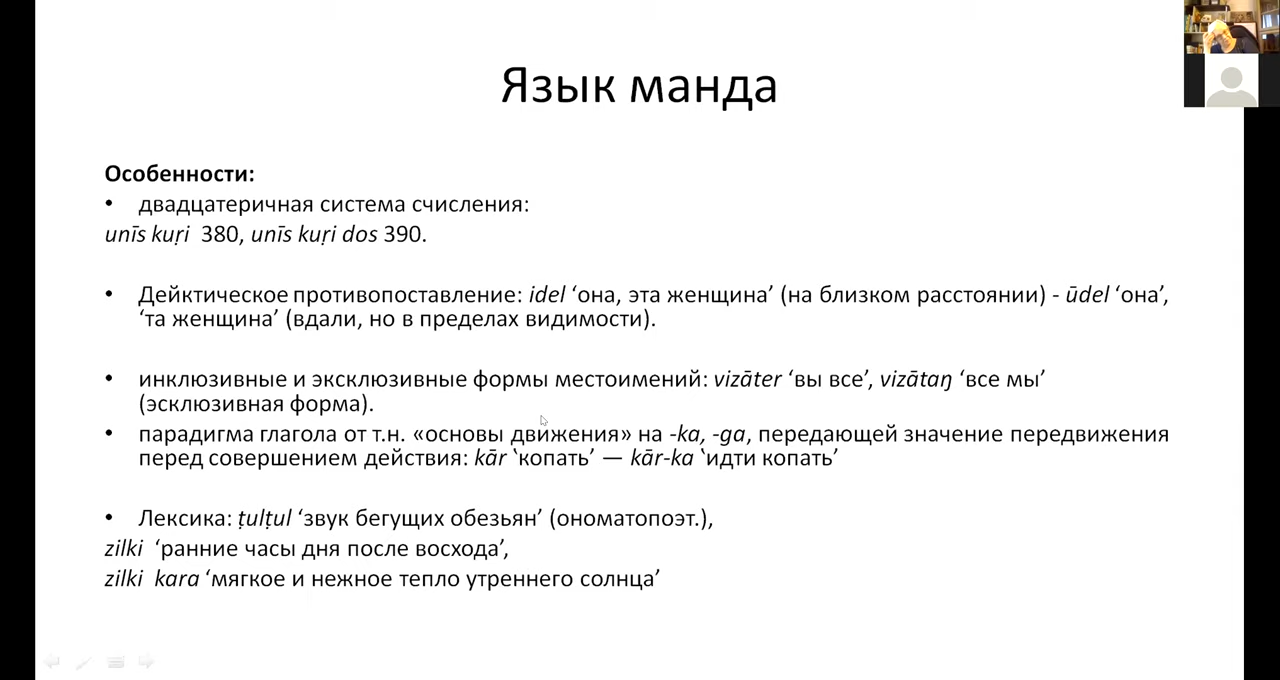 Язык манда
Особенности:
• двадцатеричная система счисления:
unīs kuṛi 380, unīs kuṛi dos 390.
• Дейктическое противопоставление: idel ‘она, эта женщина’ (на близком расстоянии) - ūdel ‘она’,
‘та женщина’ (вдали, но в пределах видимости).
• инклюзивные и эксклюзивные формы местоимений: vizāter ‘вы все’, vizātaŋ ‘все мы’
(эсклюзивная форма).
• парадигма глагола от т.н. «основы движения» на -ka, -ga, передающей значение передвижения
перед совершением действия: kār ‛копать’ — kār-ka ‛идти копать’
• Лексика: ṭulṭul ‘звук бегущих обезьян’ (ономатопоэт.),
zilki ‘ранние часы дня после восхода’,
zilki kara ‘мягкое и нежное тепло утреннего солнца’